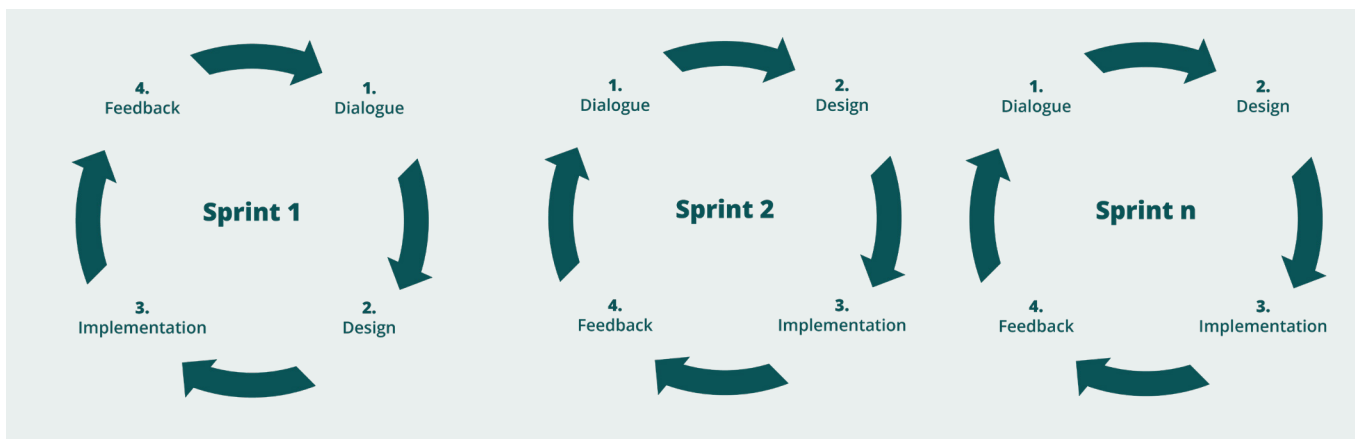 4.
Feedback
1.
Dialogue
Sprint 1
3.
Implementation
2.
Design
1.
Dialogue
2.
Design
Sprint 2
4.
Feedback
3.
Implementation
1.
Dialogue
2.
Design
Sprint n
4.
Feedback
3.
Implementation